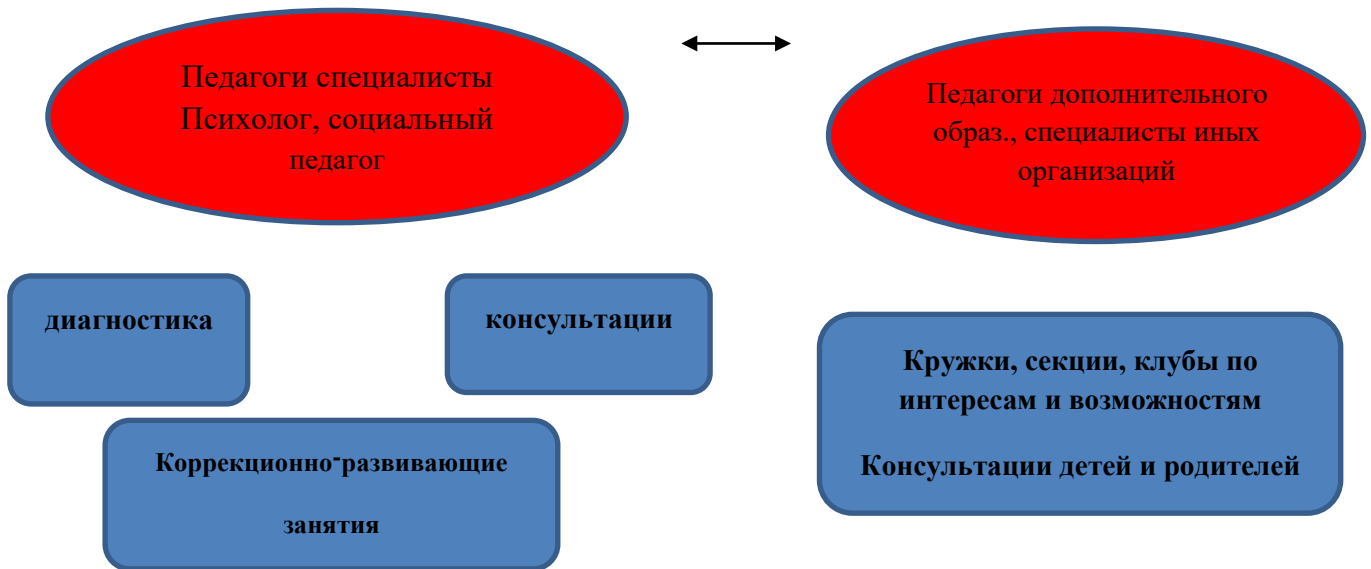 Педагоги специалисты
Психолог, социальный
педагог
Педагоги дополнительного
образ., специалисты иных
организаций
диагностика
консультации
Коррекционно-развивающие
занятия
Кружки, секции, клубы по
интересам и возможностям
Консультации детей и родителей